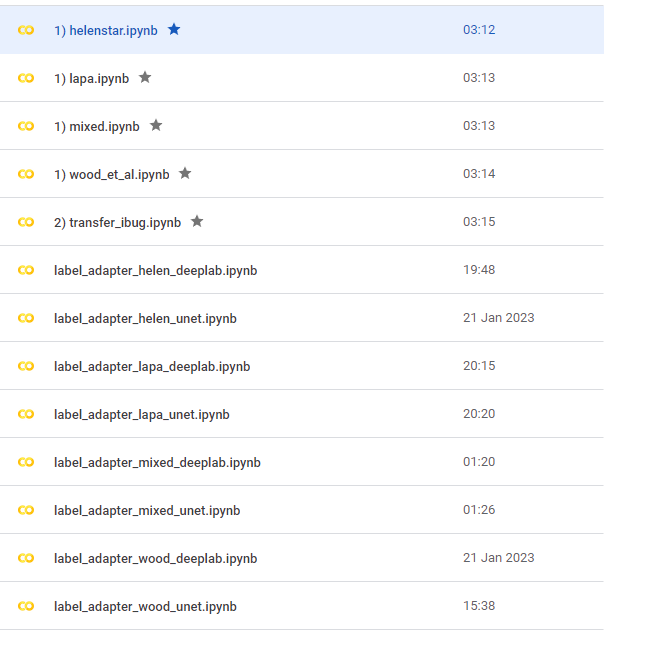 1) helenstar.ipynb 03:12
1) lapa.ipynb 03:13
1) mixed.ipynb 03:13
1) wood_et_al.ipynb 03:14
2) transfer_ibug.ipynb 03:15
label_adapter_helen_deeplab.ipynb 19:48
label_adapter_helen_unet.ipynb 21 Jan 2023
label_adapter_lapa_deeplab.ipynb 20:15
label_adapter_lapa_unet.ipynb 20:20
label_adapter_mixed_deeplab.ipynb 01:20
label_adapter_mixed_unet.ipynb 01:26
label_adapter_wood_deeplab.ipynb 21 Jan 2023
label_adapter_wood_unet.ipynb 15:38